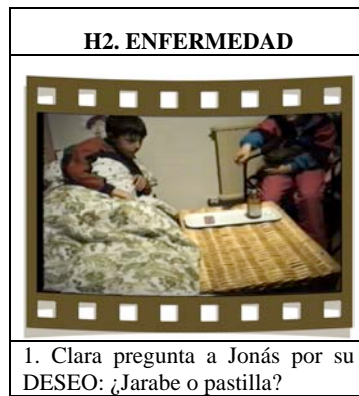 H2. ENFERMEDAD
1. Clara pregunta a Jonás por su
DESEO: ¿Jarabe o pastilla?